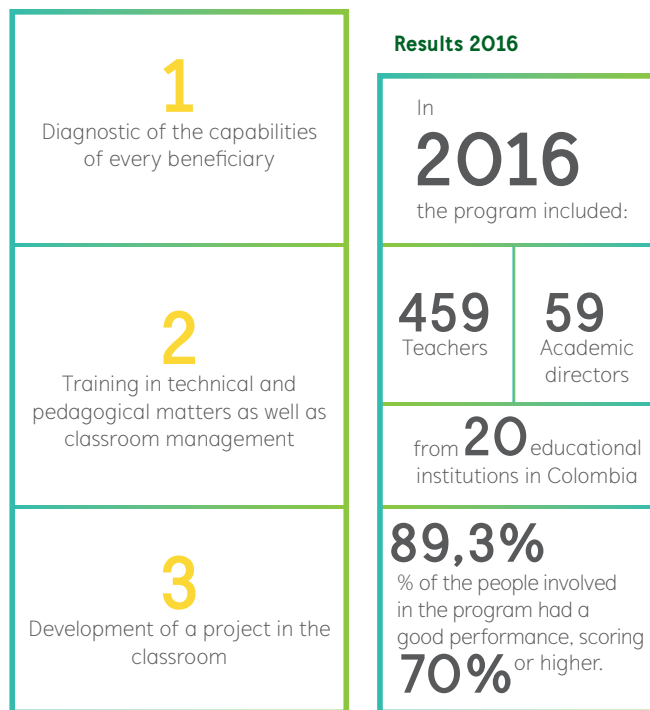 1
Diagnostic of the capabilities
of every beneficiary
2
Training in technical and
pedagogical matters as well as
classroom management
3
Development of a project in the
classroom
Results 2016
In
2016
the program included:
459
Teachers
59
Academic
directors
from 20 educational
institutions in Colombia
89,3%
% of the people involved
in the program had a
good performance, scoring
70% or higher.